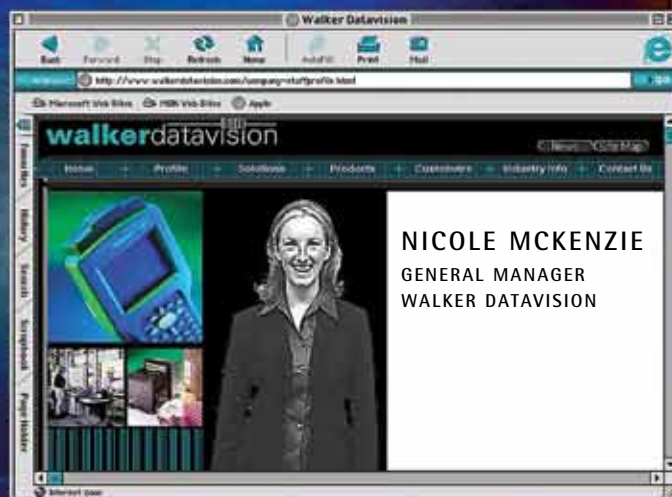 Walker Datavision
Back Forward Stop Refresh Home AutoFill Print Mail
http://www.walkerdatavision.com/company-staffprofile.html
Microsoft Web Sites MSN Web Sites Apple
walkerdatavision
News Site Map
Home Profile Solutions Products Customers Industry Info Contact Us
Favorites
History
Search
Scrapbook
Page Holder
NICOLE MCKENZIE
GENERAL MANAGER
WALKER DATAVISION
Internet zone